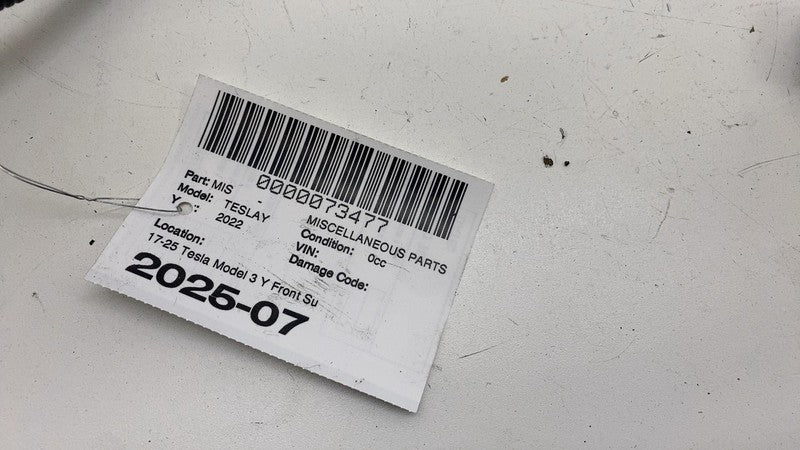 0000073477
Part: MIS - MISCELLANEOUS PARTS
Model: TESLAY Condition: 0cc
Y r: 2022 VIN:
Damage Code:
Location:
17-25 Tesla Model 3 Y Front Su
2025-07